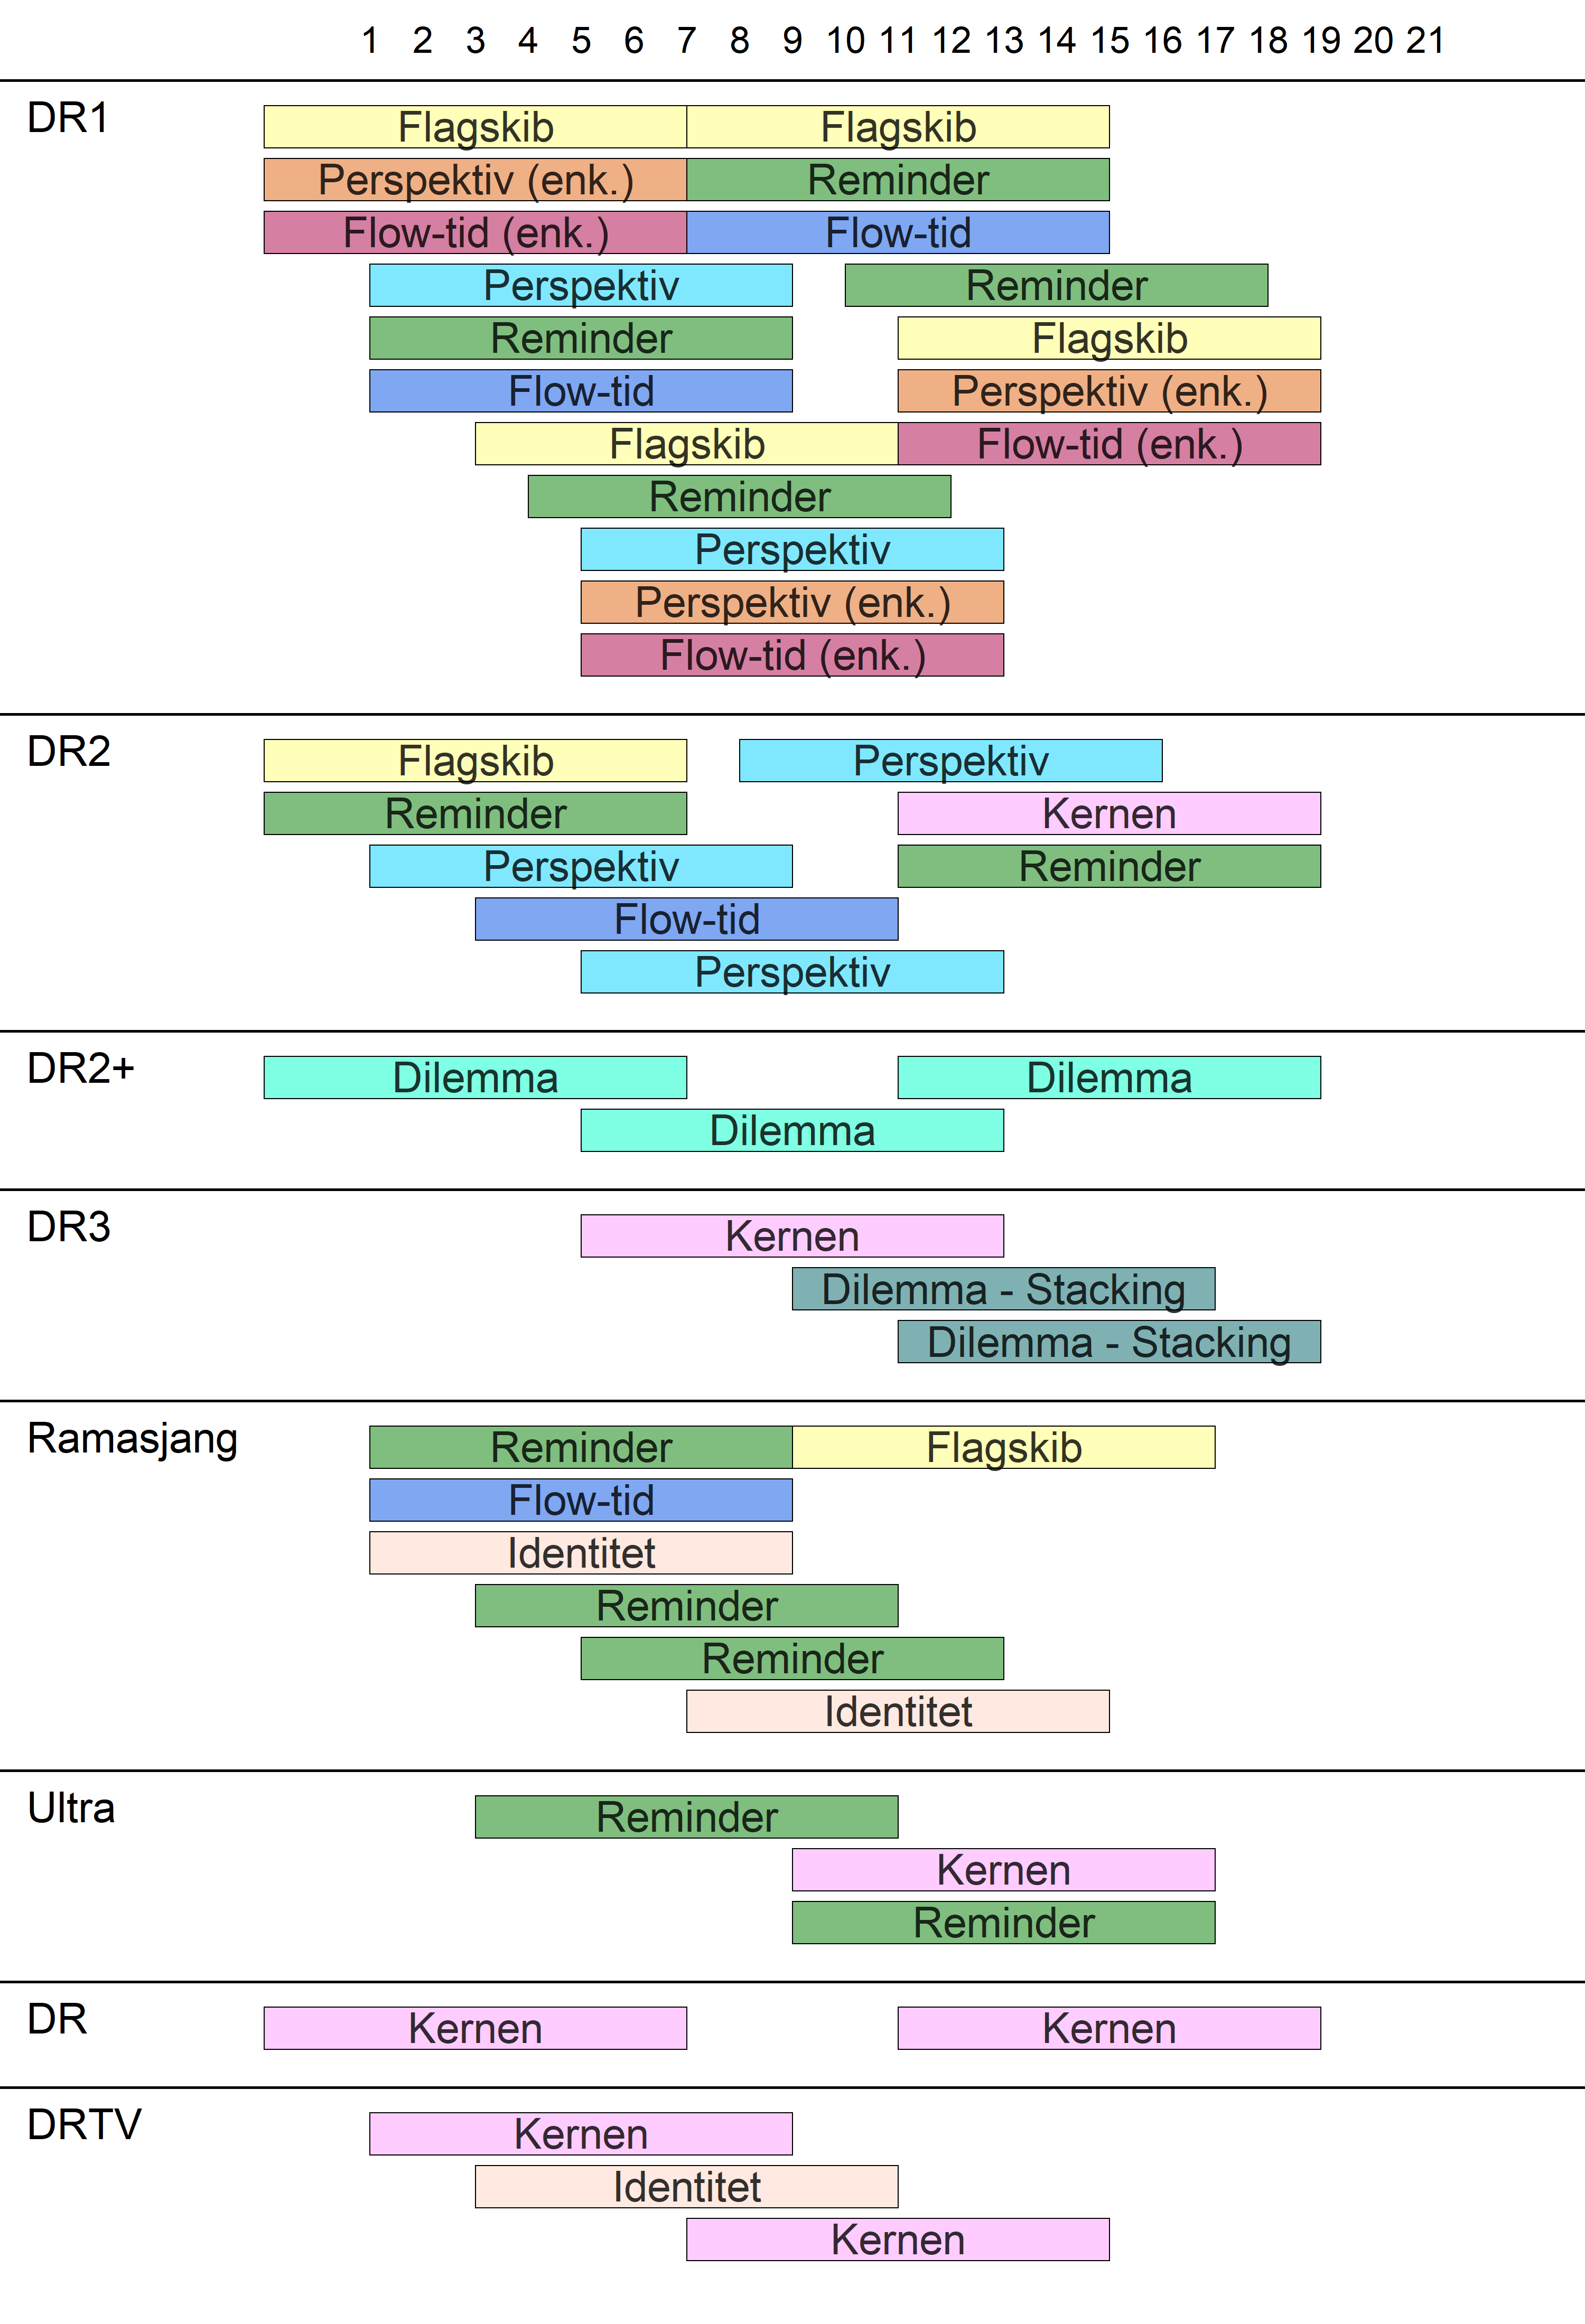 1 2 3 4 5 6 7 8 9 10 11 12 13 14 15 16 17 18 19 20 21
DR1
Flagskib Flagskib
Perspektiv (enk.) Reminder
Flow-tid (enk.) Flow-tid
Perspektiv Reminder
Reminder Flagskib
Flow-tid Perspektiv (enk.)
Flagskib Flow-tid (enk.)
Reminder
Perspektiv
Perspektiv (enk.)
Flow-tid (enk.)
DR2
Flagskib Perspektiv
Reminder Kernen
Perspektiv Reminder
Flow-tid
Perspektiv
DR2+
Dilemma Dilemma
Dilemma
DR3
Kernen
Dilemma - Stacking
Dilemma - Stacking
Ramasjang
Reminder Flagskib
Flow-tid
Identitet
Reminder
Reminder
Identitet
Ultra
Reminder
Kernen
Reminder
DR
Kernen Kernen
DRTV
Kernen
Identitet
Kernen